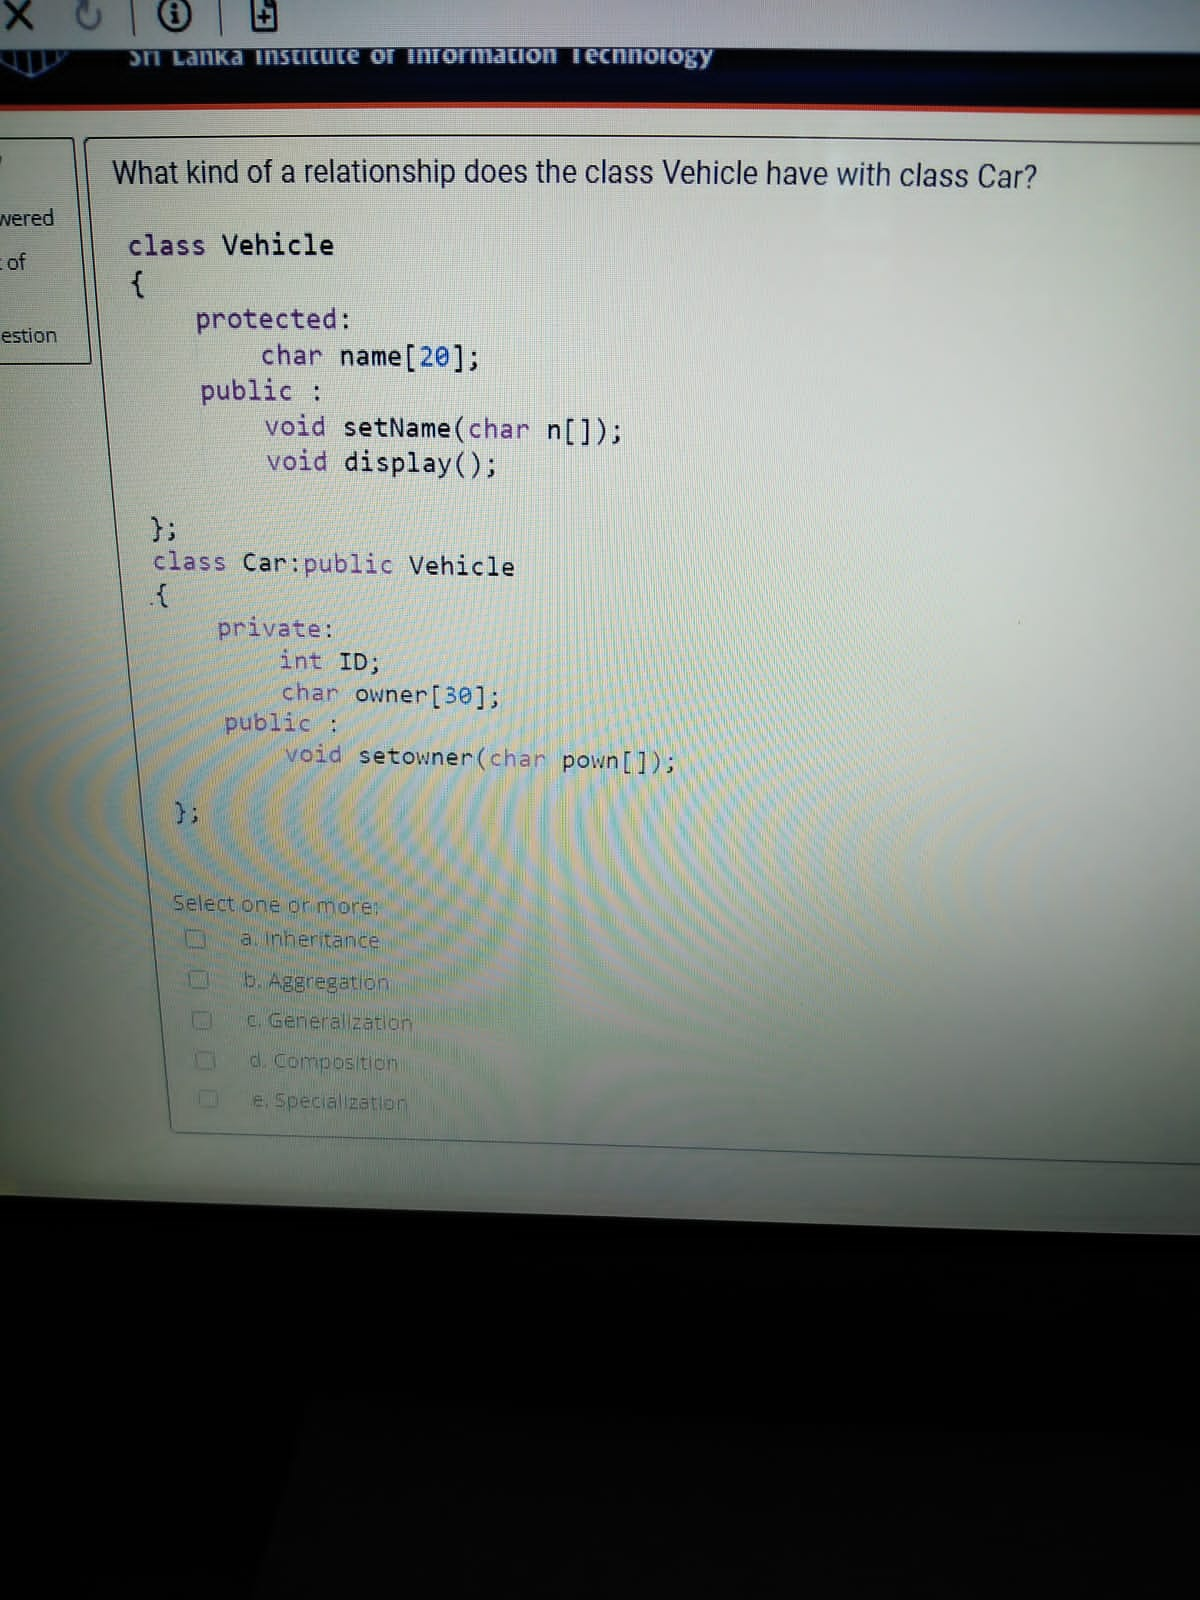 Sri Lanka Institute of Information Technology
wered
of
estion
What kind of a relationship does the class Vehicle have with class Car?
class Vehicle
{
protected:
char name[20];
public :
void setName(char n[]);
void display();
};
class Car:public Vehicle
{
private:
int ID;
char owner[30];
public :
void setowner(char pown[]);
};
Select one or more:
a. Inheritance
b. Aggregation
c. Generalization
d. Composition
e. Specialization